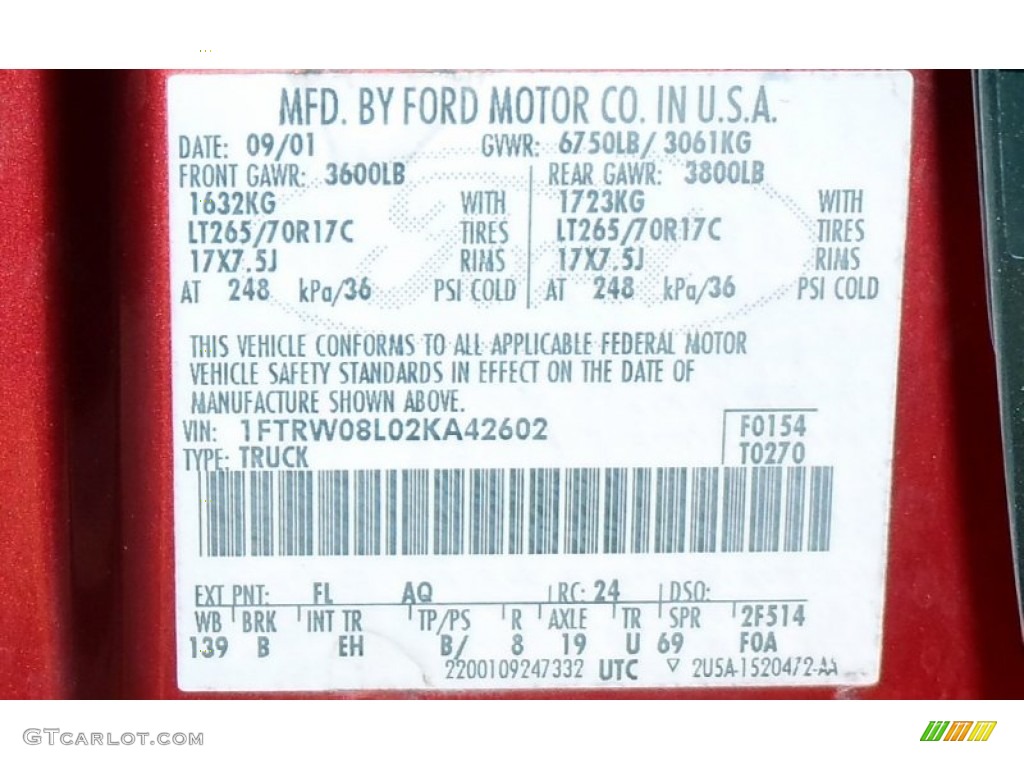 MFD. BY FORD MOTOR CO. IN U.S.A.
DATE: 09/01 GVWR: 6750LB/ 3061KG
FRONT GAWR: 3600LB REAR GAWR: 3800LB
1632KG WITH 1723KG WITH
LT265/70R17C TIRES LT265/70R17C TIRES
17X7.5J RIMS 17X7.5J RIMS
AT 248 kPa/36 PSI COLD AT 248 kPa/36 PSI COLD
THIS VEHICLE CONFORMS TO ALL APPLICABLE FEDERAL MOTOR
VEHICLE SAFETY STANDARDS IN EFFECT ON THE DATE OF
MANUFACTURE SHOWN ABOVE.
VIN: 1FTRW08L02KA42602 F0154
TYPE: TRUCK T0270
EXT PNT: FL AQ RC: 24 DSO:
WB BRK INT TR TP/PS R AXLE TR SPR 2F514
139 B EH B/ 8 19 U 69 F0A
2200109247332 UTC ▽ 2U5A-1520472-AA
GTCARLOT.COM